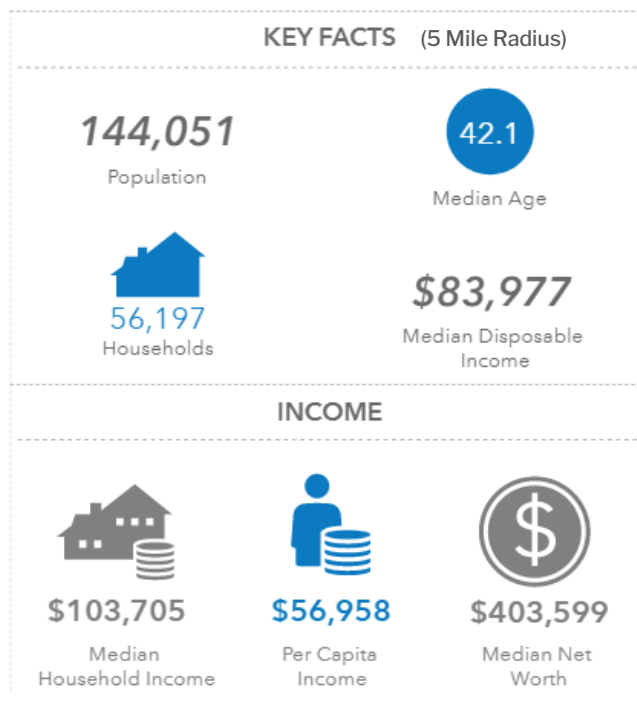 KEY FACTS (5 Mile Radius)
144,051
Population
42.1
Median Age
56,197
Households
$83,977
Median Disposable
Income
INCOME
$103,705
Median
Household Income
$56,958
Per Capita
Income
$403,599
Median Net
Worth